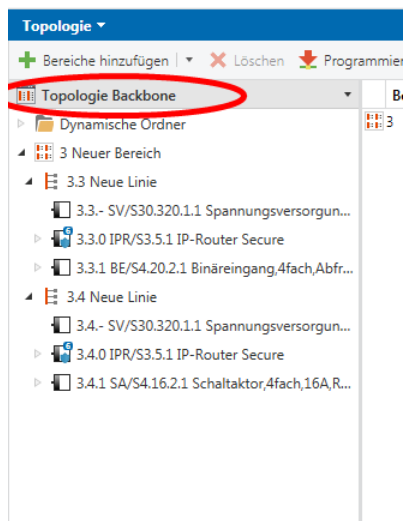 Topologie
Bereiche hinzufügen Löschen Programmier
Topologie Backbone
Dynamische Ordner
3
3 Neuer Bereich
3.3 Neue Linie
3.3.- SV/S30.320.1.1 Spannungsversorgun...
3.3.0 IPR/S3.5.1 IP-Router Secure
3.3.1 BE/S4.20.2.1 Binäreingang,4fach,Abfr...
3.4 Neue Linie
3.4.- SV/S30.320.1.1 Spannungsversorgun...
3.4.0 IPR/S3.5.1 IP-Router Secure
3.4.1 SA/S4.16.2.1 Schaltaktor,4fach,16A,R...